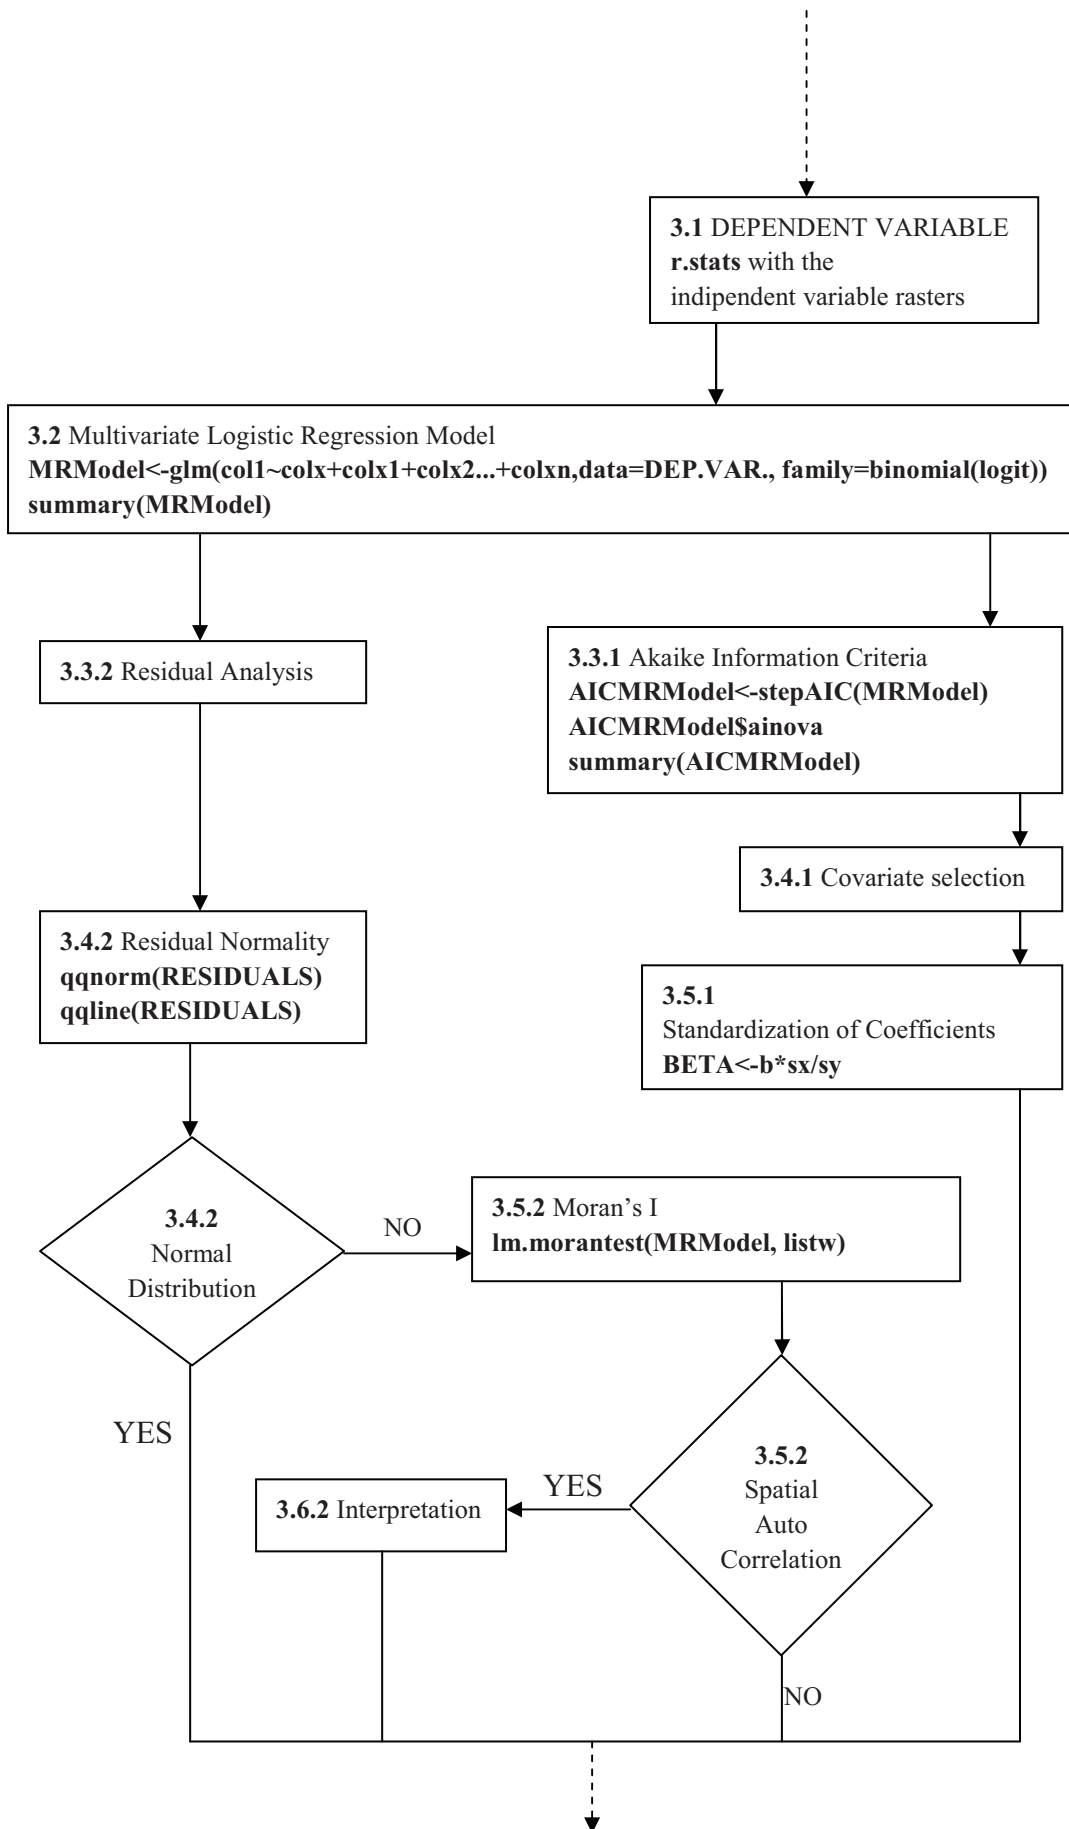 3.1 DEPENDENT VARIABLE
r.stats with the
indipendent variable rasters
3.2 Multivariate Logistic Regression Model
MRModel<-glm(col1~colx+colx1+colx2...+colxn,data=DEP.VAR., family=binomial(logit))
summary(MRModel)
3.3.2 Residual Analysis
3.3.1 Akaike Information Criteria
AICMRModel<-stepAIC(MRModel)
AICMRModel$ainova
summary(AICMRModel)
3.4.1 Covariate selection
3.4.2 Residual Normality
qqnorm(RESIDUALS)
qqline(RESIDUALS)
3.5.1
Standardization of Coefficients
BETA<-b*sx/sy
3.4.2
Normal
Distribution
NO
3.5.2 Moran’s I
lm.morantest(MRModel, listw)
YES
3.5.2
Spatial
Auto
Correlation
YES
3.6.2 Interpretation
NO